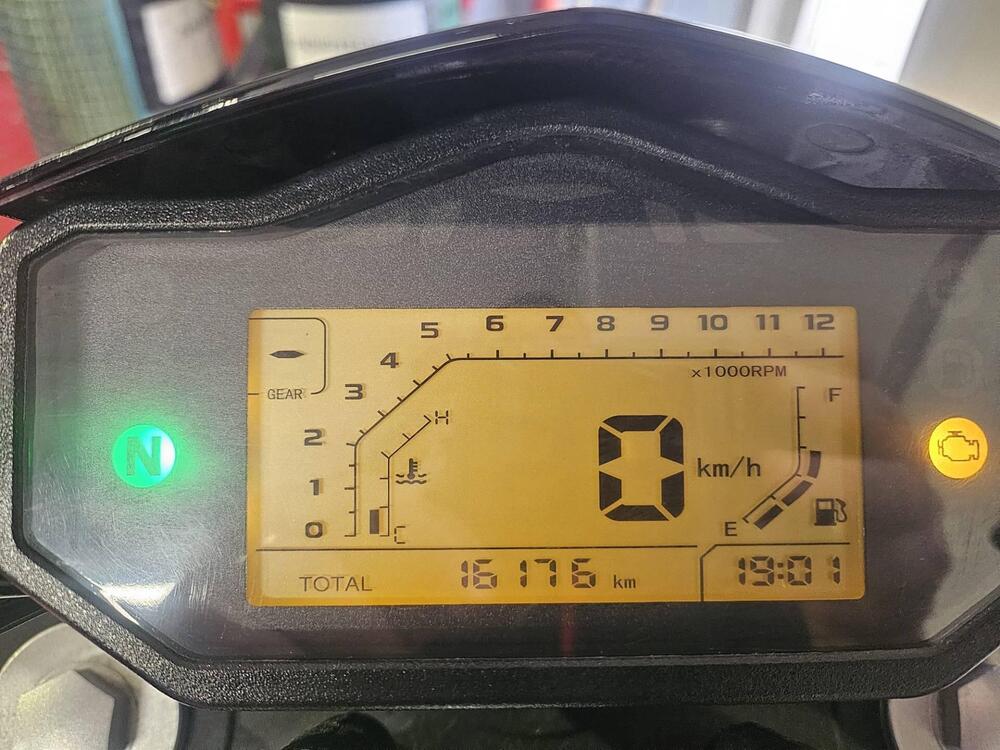 5 6 7 8 9 10 11 12
4
x1000RPM
-
GEAR
3
F
H
2
N
0 km/h
1
0
C
E
TOTAL 16176 km
19:01